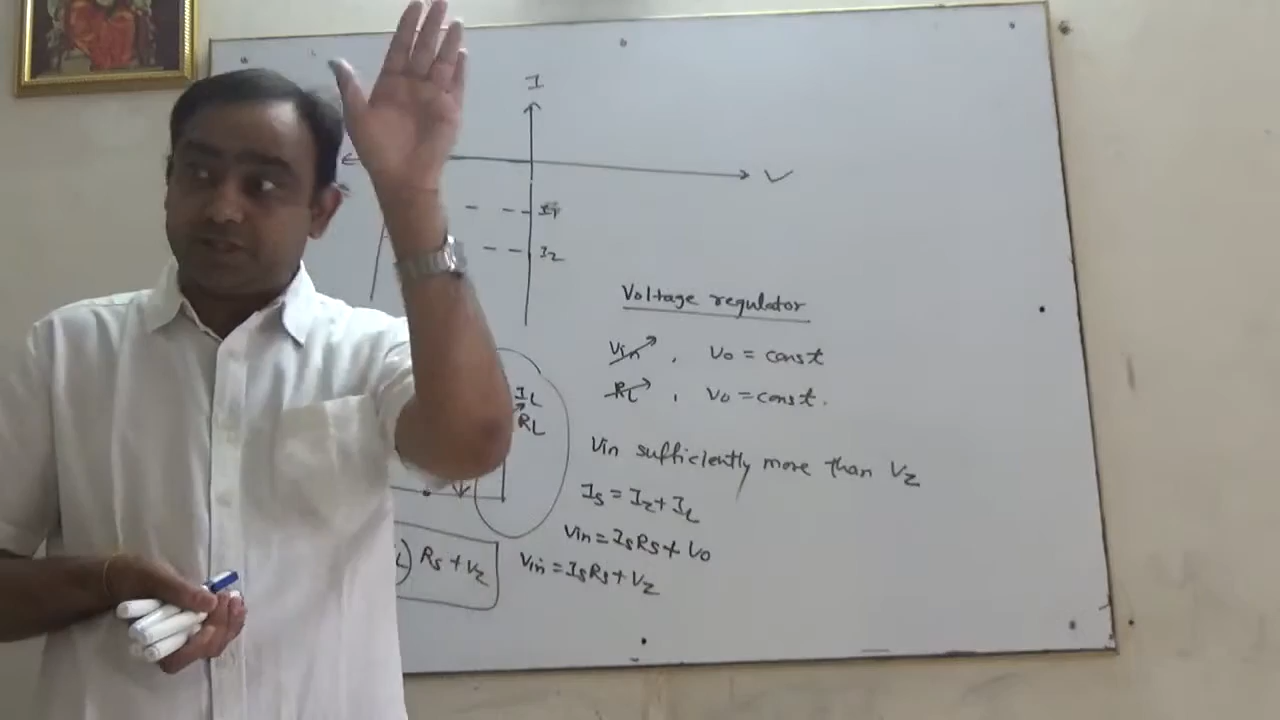 I
V
I1
IZ
Voltage regulator
Vin , Vo = const
RL , Vo = const.
IL
RL
Vin sufficiently more than VZ
IS = IZ + IL
Vin = ISRS + Vo
L) RS + VZ
Vin = ISRS + VZ